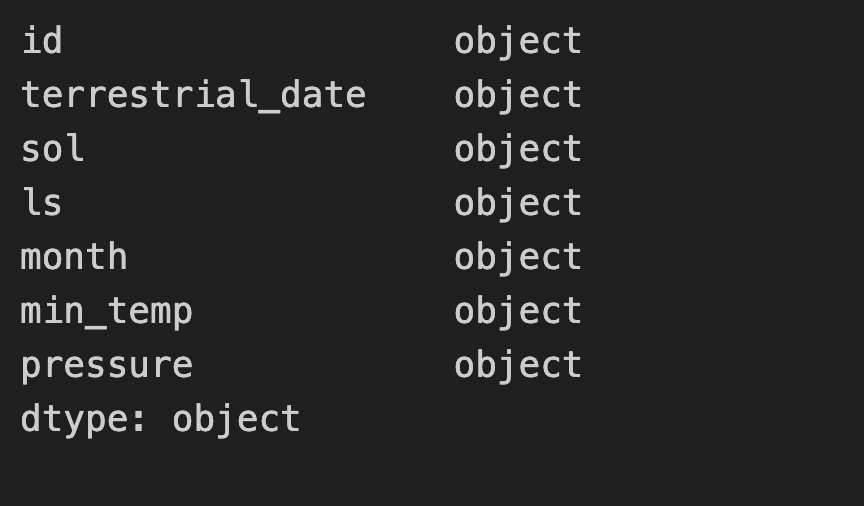 id object
terrestrial_date object
sol object
ls object
month object
min_temp object
pressure object
dtype: object